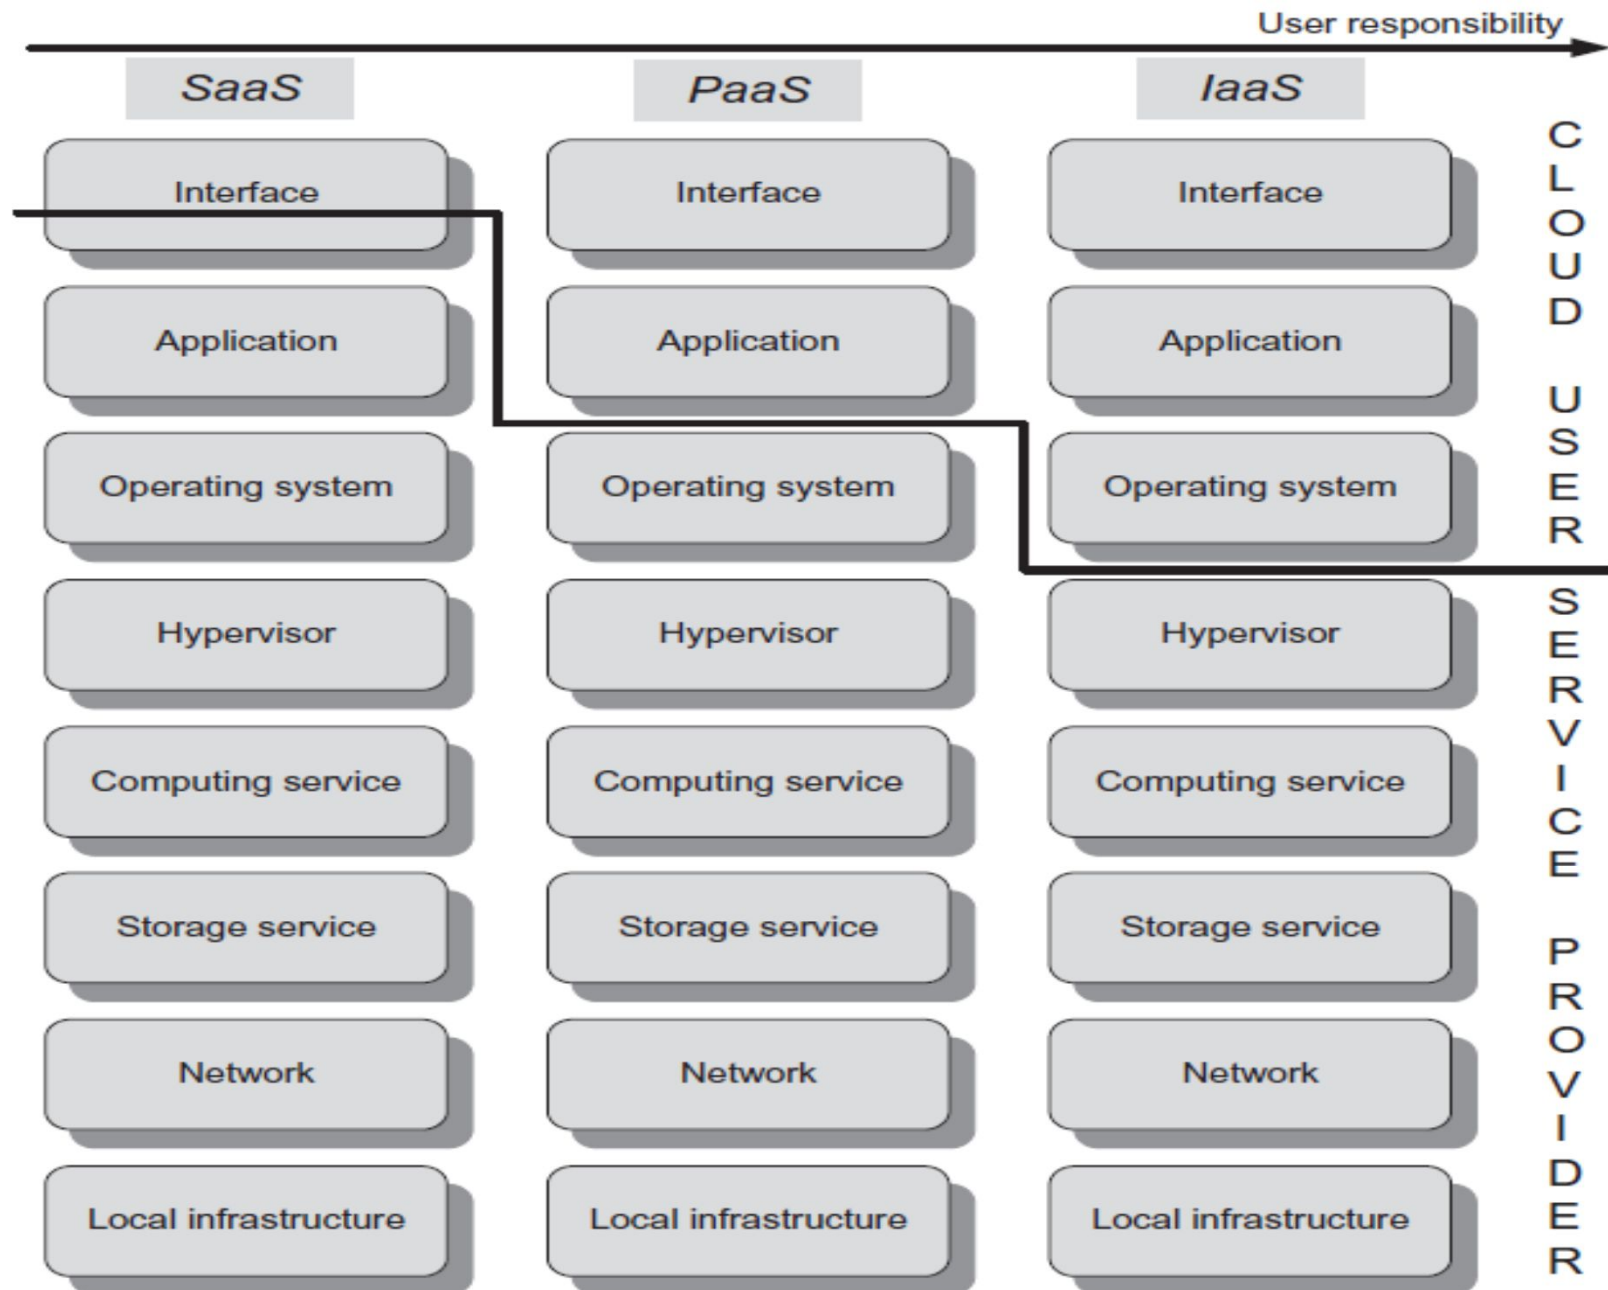 User responsibility
SaaS PaaS IaaS
Interface Interface Interface
Application Application Application
Operating system Operating system Operating system
Hypervisor Hypervisor Hypervisor
Computing service Computing service Computing service
Storage service Storage service Storage service
Network Network Network
Local infrastructure Local infrastructure Local infrastructure
CLOUD USER
SERVICE PROVIDER